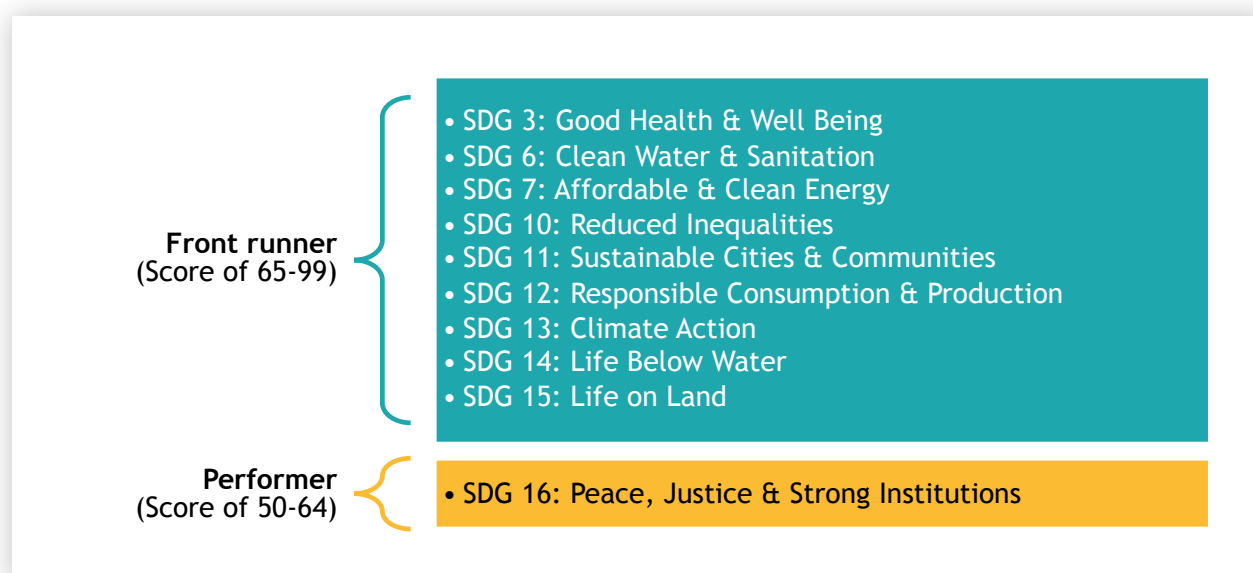 Front runner
(Score of 65-99)
• SDG 3: Good Health & Well Being
• SDG 6: Clean Water & Sanitation
• SDG 7: Affordable & Clean Energy
• SDG 10: Reduced Inequalities
• SDG 11: Sustainable Cities & Communities
• SDG 12: Responsible Consumption & Production
• SDG 13: Climate Action
• SDG 14: Life Below Water
• SDG 15: Life on Land
Performer
(Score of 50-64)
• SDG 16: Peace, Justice & Strong Institutions